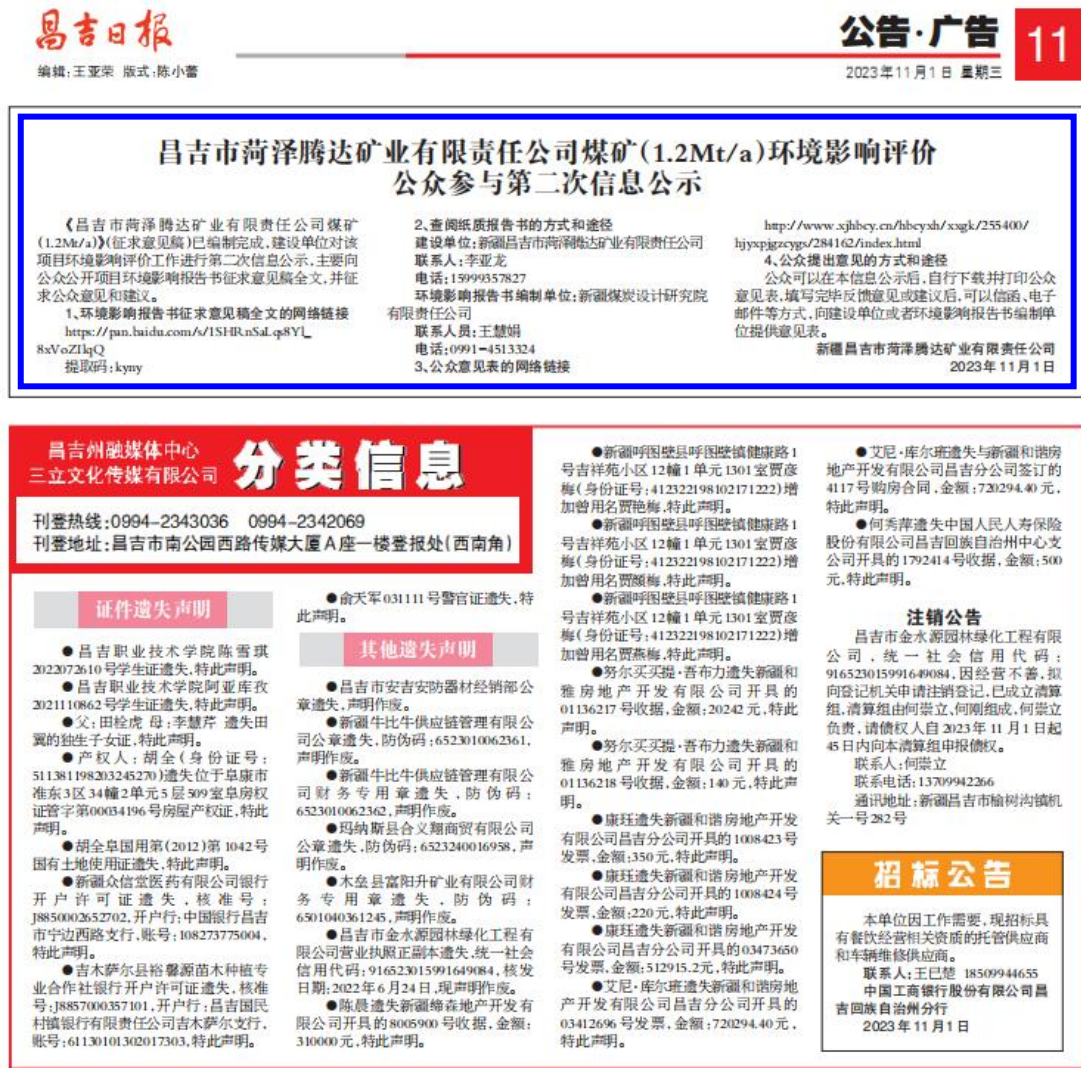 昌吉日报
编辑:王亚荣 版式:陈小蕾
公告·广告
2023年11月1日 星期三
11
昌吉市菏泽腾达矿业有限责任公司煤矿(1.2Mt/a)环境影响评价
公众参与第二次信息公示
《昌吉市菏泽腾达矿业有限责任公司煤矿
(1.2Mt/a)》(征求意见稿)已编制完成,建设单位对该
项目环境影响评价工作进行第二次信息公示,主要向
公众公开项目环境影响报告书征求意见稿全文,并征
求公众意见和建议。
1、环境影响报告书征求意见稿全文的网络链接
https://pan.baidu.com/s/1SHRnSaLqs8Yl_
8xVoZIkjQ
提取码:kyny
2、查阅纸质报告书的方式和途径
建设单位:新疆昌吉市菏泽腾达矿业有限责任公司
联系人:李亚龙
电话:15999357827
环境影响报告书编制单位:新疆煤炭设计研究院
有限责任公司
联系人员:王慧娟
电话:0991-4513324
3、公众意见表的网络链接
http://www.xjhbcy.cn/hbcyxh/xxgk/255400/
hjyxpjgzcygs/284162/index.html
4、公众提出意见的方式和途径
公众可以在本信息公示后,自行下载并打印公众
意见表,填写完毕反馈意见或建议后,可以信函、电子
邮件等方式,向建设单位或者环境影响报告书编制单
位提供意见表。
新疆昌吉市菏泽腾达矿业有限责任公司
2023年11月1日
昌吉州融媒体中心
三立文化传媒有限公司
分类信息
刊登热线:0994-2343036 0994-2342069
刊登地址:昌吉市南公园西路传媒大厦A座一楼登报处(西南角)
证件遗失声明
●昌吉职业技术学院陈雪琪
2022072610号学生证遗失,特此声明。
●昌吉职业技术学院阿亚库孜
2021110862号学生证遗失,特此声明。
●父:田栓虎 母:李慧芹 遗失田
翼的独生子女证,特此声明。
●产权人:胡全(身份证号:
511381198203245270)遗失位于阜康市
准东3区34幢2单元5层509室阜房权
证管字第00034196号房屋产权证,特此
声明。
●胡全阜国用第(2012)第1042号
国有土地使用证遗失,特此声明。
●新疆众信堂医药有限公司银行
开户许可证遗失,核准号:
J8850002652702,开户行:中国银行昌吉
市宁边西路支行,账号:108273775004,
特此声明。
●吉木萨尔县裕馨源苗木种植专
业合作社银行开户许可证遗失,核准
号:J8857000357101,开户行:昌吉国民
村镇银行有限责任公司吉木萨尔支行,
账号:61130101302017303,特此声明。
●俞天军031111号警官证遗失,特
此声明。
其他遗失声明
●昌吉市安吉安防器材经销部公
章遗失,声明作废。
●新疆牛比牛供应链管理有限公
司公章遗失,防伪码:6523010062361,
声明作废。
●新疆牛比牛供应链管理有限公
司财务专用章遗失,防伪码:
6523010062362,声明作废。
●玛纳斯县合义翔商贸有限公司
公章遗失,防伪码:6523240016958,声
明作废。
●木垒县富阳升矿业有限公司财
务专用章遗失,防伪码:
6501040361245,声明作废。
●昌吉市金水源园林绿化工程有
限公司营业执照正副本遗失,统一社会
信用代码:916523015991649084,核发
日期:2022年6月24日,现声明作废。
●陈晨遗失新疆缔森地产开发有
限公司开具的8005900号收据,金额:
310000元,特此声明。
●新疆呼图壁县呼图壁镇健康路1
号吉祥苑小区12幢1单元1301室贾彦
梅(身份证号:412322198102171222)增
加曾用名贾艳梅,特此声明。
●新疆呼图壁县呼图壁镇健康路1
号吉祥苑小区12幢1单元1301室贾彦
梅(身份证号:412322198102171222)增
加曾用名贾颜梅,特此声明。
●新疆呼图壁县呼图壁镇健康路1
号吉祥苑小区12幢1单元1301室贾彦
梅(身份证号:412322198102171222)增
加曾用名贾燕梅,特此声明。
●努尔买买提·吾布力遗失新疆和
雅房地产开发有限公司开具的
01136217号收据,金额:20242元,特此
声明。
●努尔买买提·吾布力遗失新疆和
雅房地产开发有限公司开具的
01136218号收据,金额:140元,特此声
明。
●康珏遗失新疆和谐房地产开发
有限公司昌吉分公司开具的1008423号
发票,金额:350元,特此声明。
●康珏遗失新疆和谐房地产开发
有限公司昌吉分公司开具的1008424号
发票,金额:220元,特此声明。
●康珏遗失新疆和谐房地产开发
有限公司昌吉分公司开具的03473650
号发票,金额:512915.2元,特此声明。
●艾尼·库尔班遗失新疆和谐房地
产开发有限公司昌吉分公司开具的
03412696号发票,金额:720294.40元,
特此声明。
●艾尼·库尔班遗失与新疆和谐房
地产开发有限公司昌吉分公司签订的
4117号购房合同,金额:720294.40元,
特此声明。
●何秀萍遗失中国人民人寿保险
股份有限公司昌吉回族自治州中心支
公司开具的1792414号收据,金额:500
元,特此声明。
注销公告
昌吉市金水源园林绿化工程有限
公司,统一社会信用代码:
916523015991649084,因经营不善,拟
向登记机关申请注销登记,已成立清算
组,清算组由何崇立、何刚组成,何崇立
负责,请债权人自2023年11月1日起
45日内向本清算组申报债权。
联系人:何崇立
联系电话:13709942266
通讯地址:新疆昌吉市榆树沟镇机
关一号282号
招标公告
本单位因工作需要,现招标具
有餐饮经营相关资质的托管供应商
和车辆维修供应商。
联系人:王巳楚 18509944655
中国工商银行股份有限公司昌
吉回族自治州分行
2023年11月1日